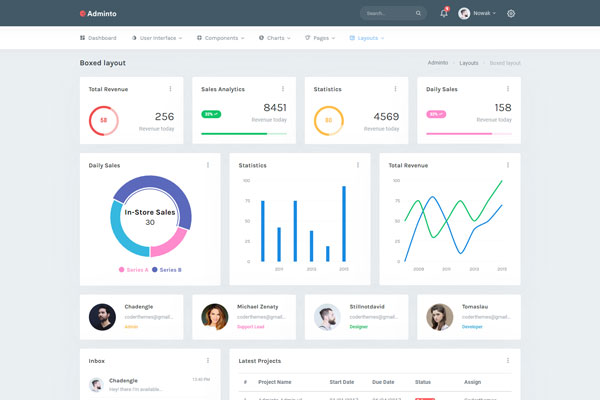 Adminto
Search...
Nowak
Dashboard
User Interface
Components
Charts
Pages
Layouts
Boxed layout
Adminto
Layouts
Boxed layout
Total Revenue
Sales Analytics
Statistics
Daily Sales
58
256
Revenue today
8451
Revenue today
4569
Revenue today
158
Revenue today
Daily Sales
Statistics
Total Revenue
In-Store Sales
30
Series A
Series B
100
75
50
25
0
100
75
50
25
0
2009
2011
2013
2015
Chadengle
coderthemes@gmail...
Admin
Michael Zenaty
coderthemes@gmail...
Support Lead
Stillnotdavid
coderthemes@gmail...
Designer
Tomaslau
coderthemes@gmail...
Developer
Inbox
Latest Projects
Chadengle
13:40 PM
Hey! there I'm available...
# Project Name Start Date Due Date Status Assign